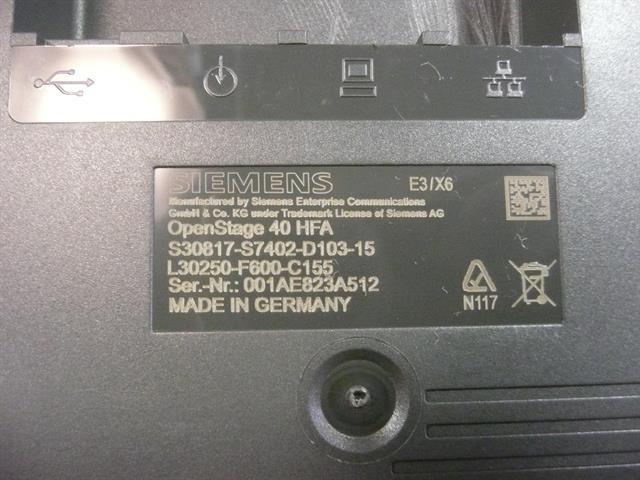 SIEMENS E3/X6
Manufactured by Siemens Enterprise Communications
GmbH & Co. KG under Trademark License of Siemens AG
OpenStage 40 HFA
S30817-S7402-D103-15
L30250-F600-C155
Ser.-Nr.: 001AE823A512
MADE IN GERMANY
N117